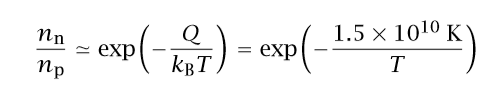 n_n/n_p ≃ exp(−Q/(k_B T)) = exp(−(1.5 × 10^10 K)/T)